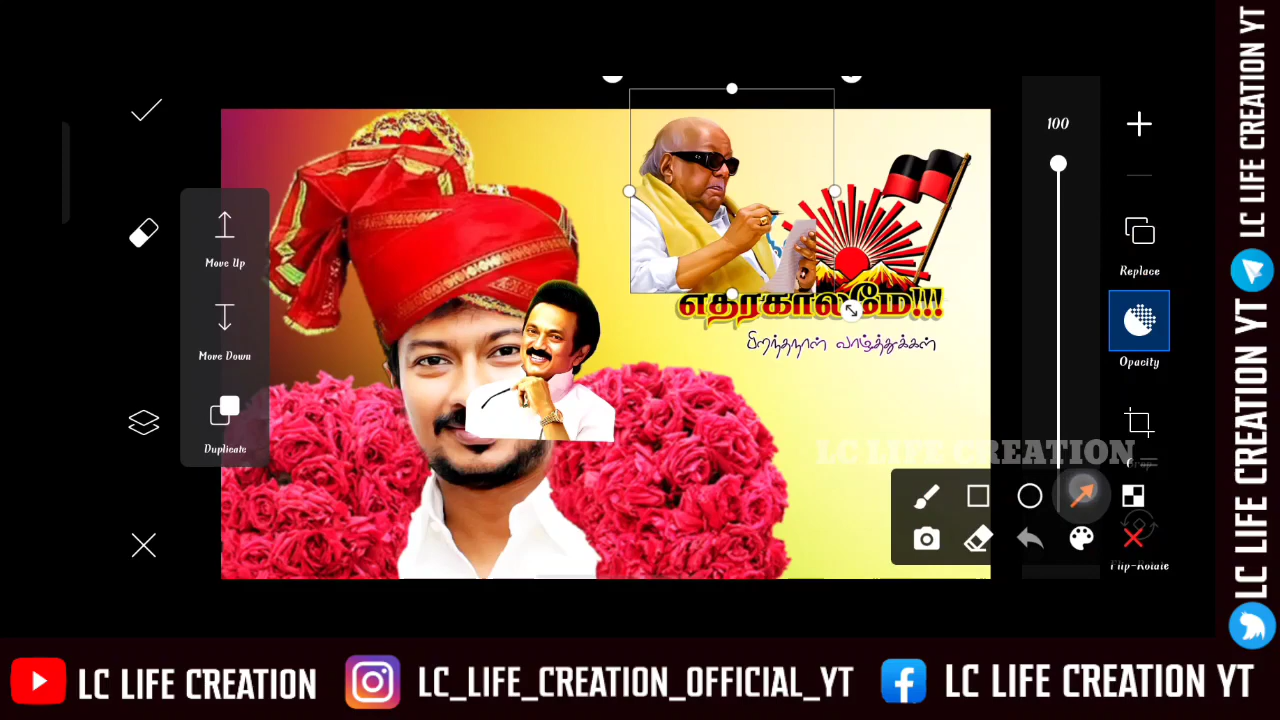 LC LIFE CREATION YT
LC LIFE CREATION YT
100
Move Up
Move Down
Duplicate
Replace
Opacity
Flip-Rotate
எதிர்காலமே!!!
பிறந்தநாள் வாழ்த்துக்கள்
LC LIFE CREATION
LC LIFE CREATION
LC_LIFE_CREATION_OFFICIAL_YT
LC LIFE CREATION YT